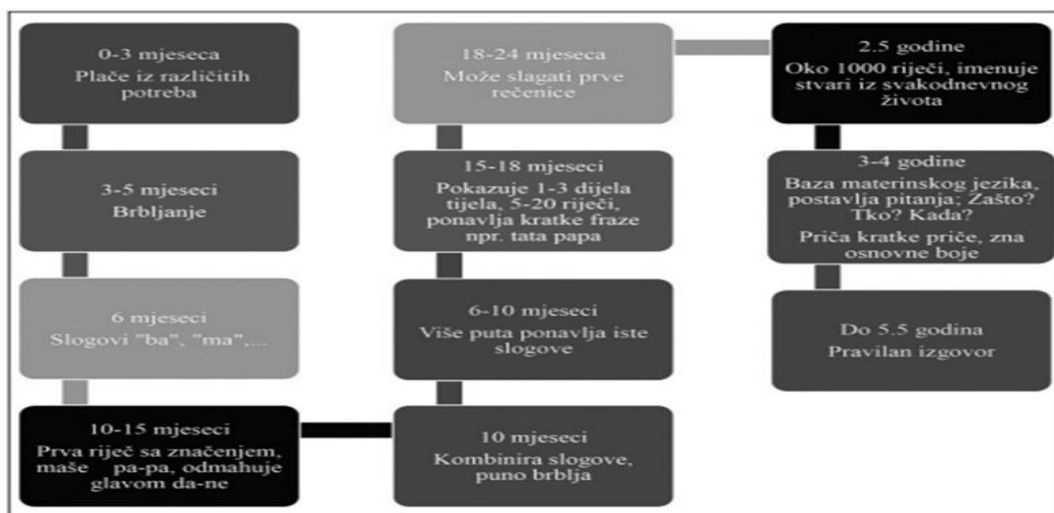 0-3 mjeseca
Plače iz različitih
potreba
3-5 mjeseci
Brbljanje
6 mjeseci
Slogovi "ba", "ma",...
10-15 mjeseci
Prva riječ sa značenjem,
maše pa-pa, odmahuje
glavom da-ne
10 mjeseci
Kombinira slogove,
puno brblja
6-10 mjeseci
Više puta ponavlja iste
slogove
15-18 mjeseci
Pokazuje 1-3 dijela
tijela, 5-20 riječi,
ponavlja kratke fraze
npr. tata papa
18-24 mjeseca
Može slagati prve
rečenice
2.5 godine
Oko 1000 riječi, imenuje
stvari iz svakodnevnog
života
3-4 godine
Baza materinskog jezika,
postavlja pitanja; Zašto?
Tko? Kada?
Priča kratke priče, zna
osnovne boje
Do 5.5 godina
Pravilan izgovor